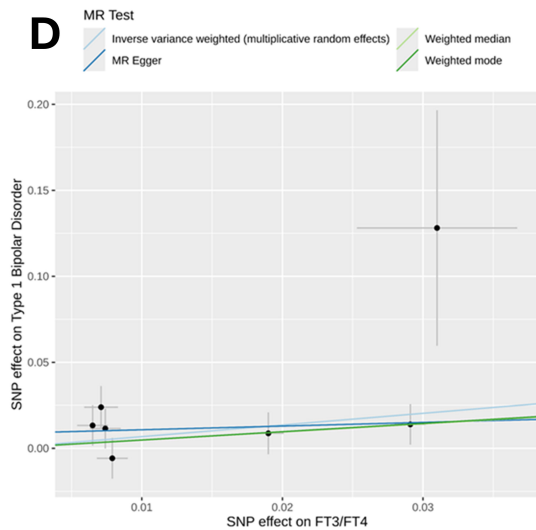 D
MR Test
Inverse variance weighted (multiplicative random effects)
Weighted median
MR Egger
Weighted mode
0.20
0.15
0.10
0.05
0.00
SNP effect on Type 1 Bipolar Disorder
0.01
0.02
0.03
SNP effect on FT3/FT4